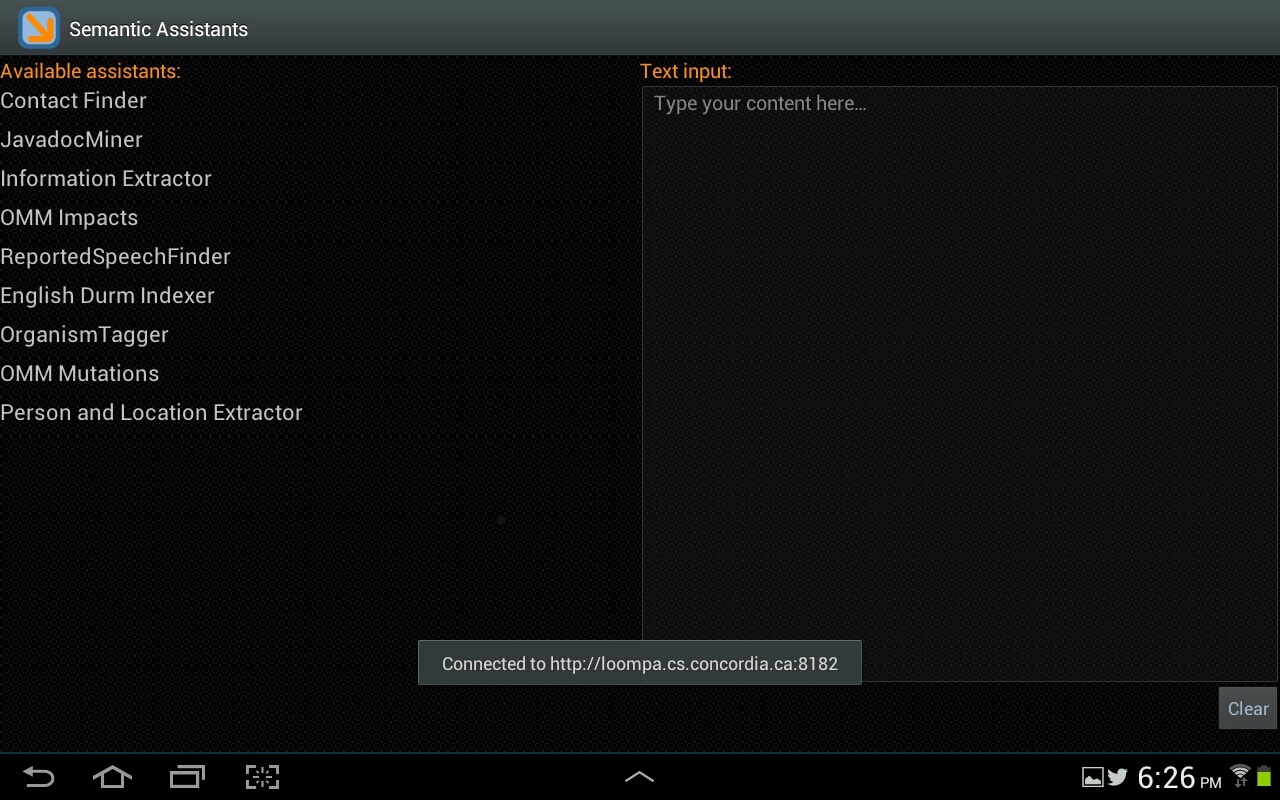 Semantic Assistants
Available assistants:
Contact Finder
JavadocMiner
Information Extractor
OMM Impacts
ReportedSpeechFinder
English Durm Indexer
OrganismTagger
OMM Mutations
Person and Location Extractor
Text input:
Type your content here...
Connected to http://loompa.cs.concordia.ca:8182
Clear
6:26 PM